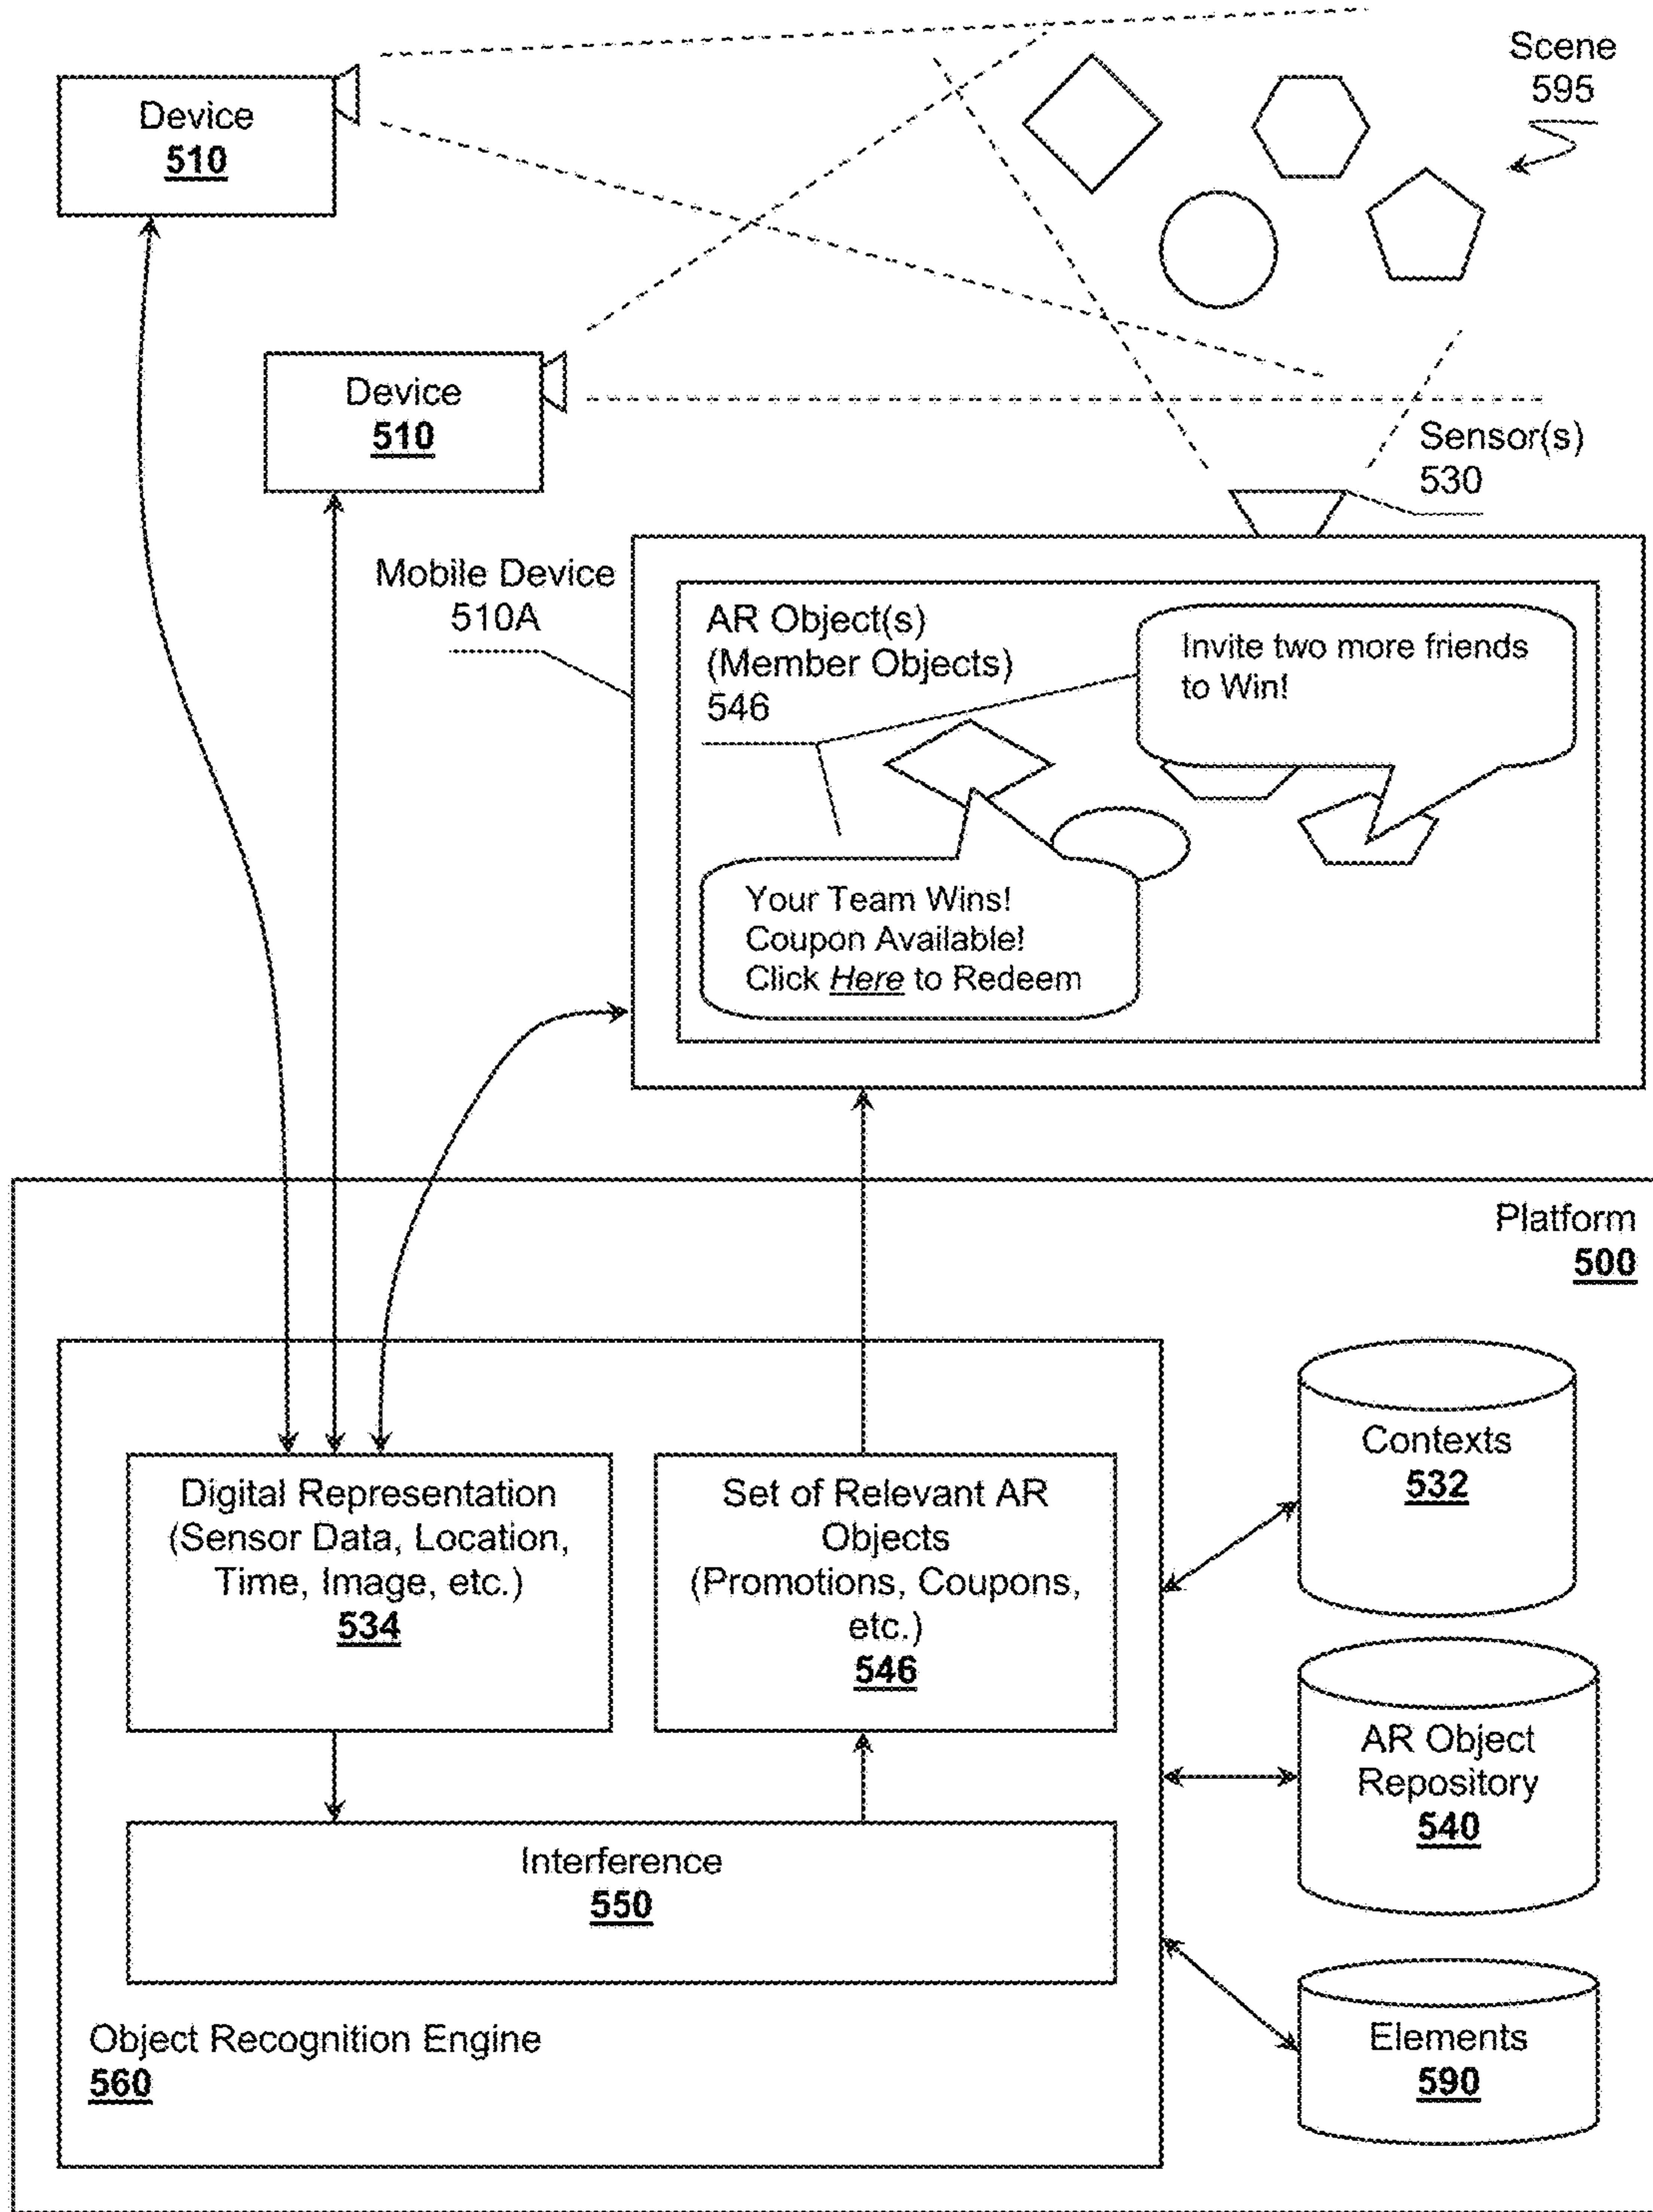 Scene
595
Device
510
Device
510
Sensor(s)
530
Mobile Device
510A
AR Object(s)
(Member Objects)
546
Invite two more friends
to Win!
Your Team Wins!
Coupon Available!
Click Here to Redeem
Platform
500
Digital Representation
(Sensor Data, Location,
Time, Image, etc.)
534
Set of Relevant AR
Objects
(Promotions, Coupons,
etc.)
546
Interference
550
Object Recognition Engine
560
Contexts
532
AR Object
Repository
540
Elements
590